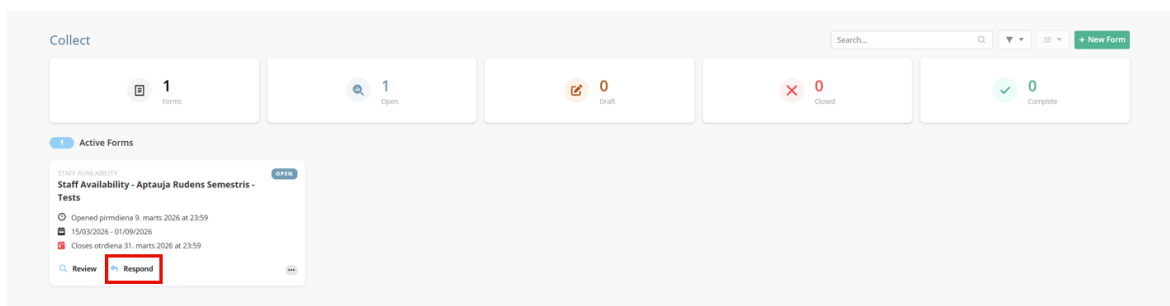 Collect
Search...
+ New Form
1
Forms
1
Open
0
Draft
0
Closed
0
Complete
1 Active Forms
STAFF AVAILABILITY
OPEN
Staff Availability - Aptauja Rudens Semestris -
Tests
Opened pirmdiena 9. marts 2026 at 23:59
15/03/2026 - 01/09/2026
Closes otrdiena 31. marts 2026 at 23:59
Review Respond